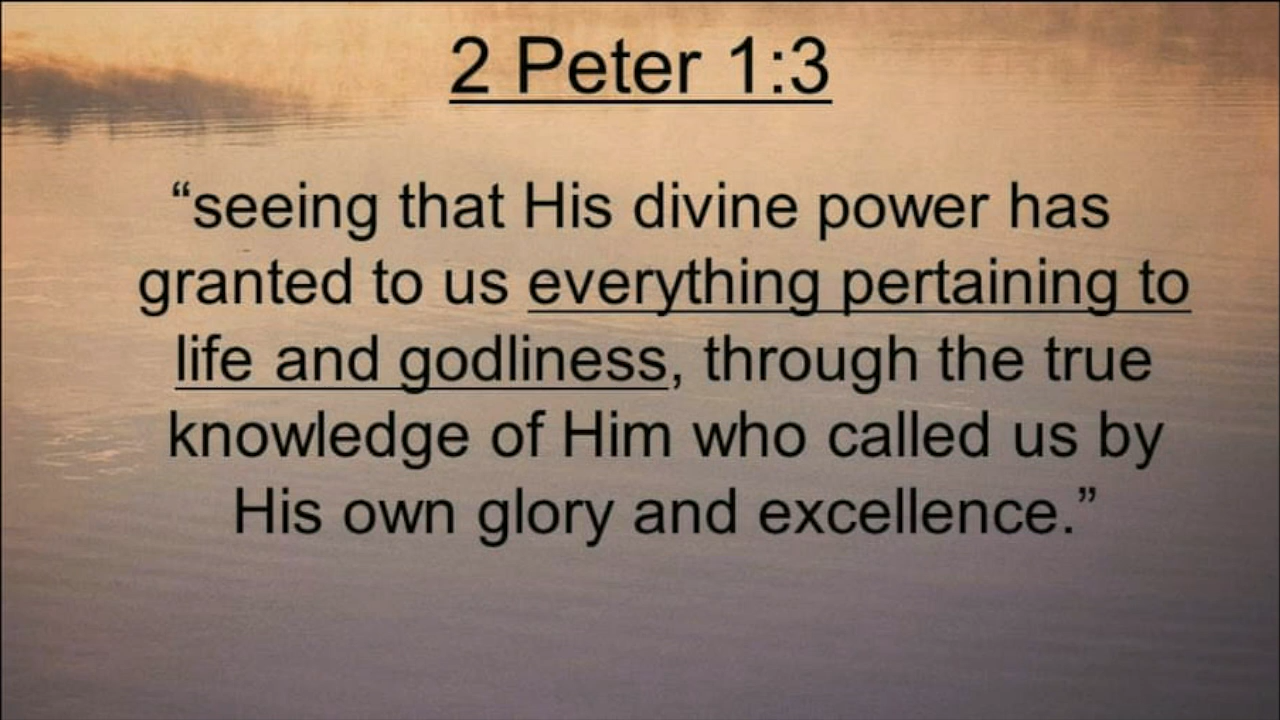 2 Peter 1:3
“seeing that His divine power has
granted to us everything pertaining to
life and godliness, through the true
knowledge of Him who called us by
His own glory and excellence.”